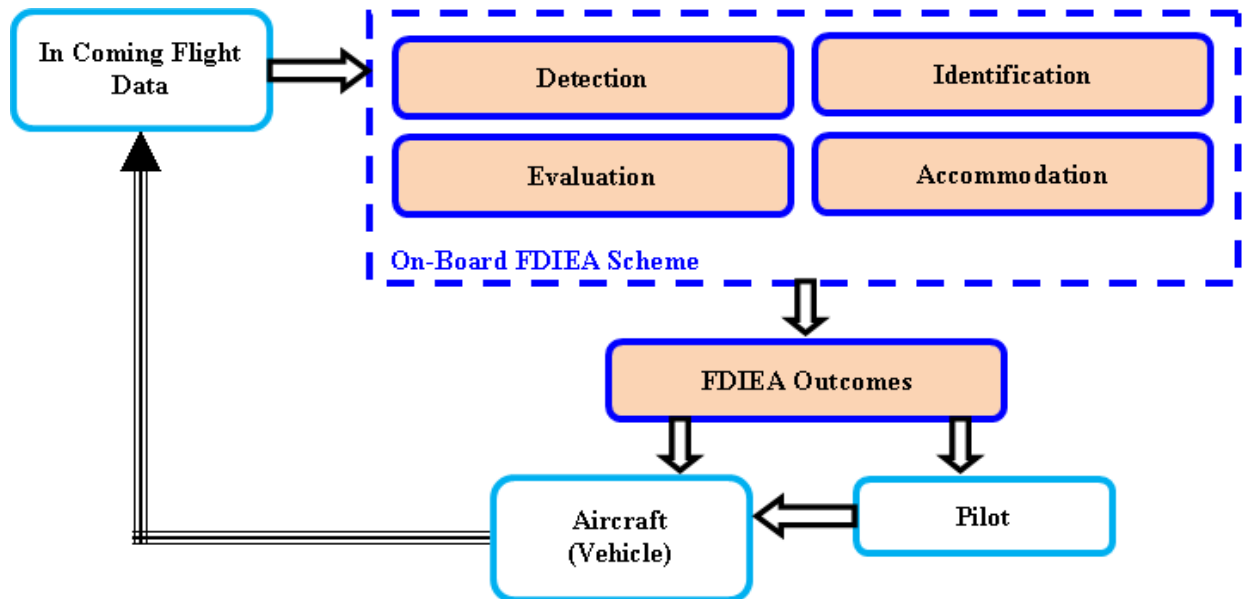 In Coming Flight
Data
Detection
Identification
Evaluation
Accommodation
On-Board FDIEA Scheme
FDIEA Outcomes
Aircraft
(Vehicle)
Pilot